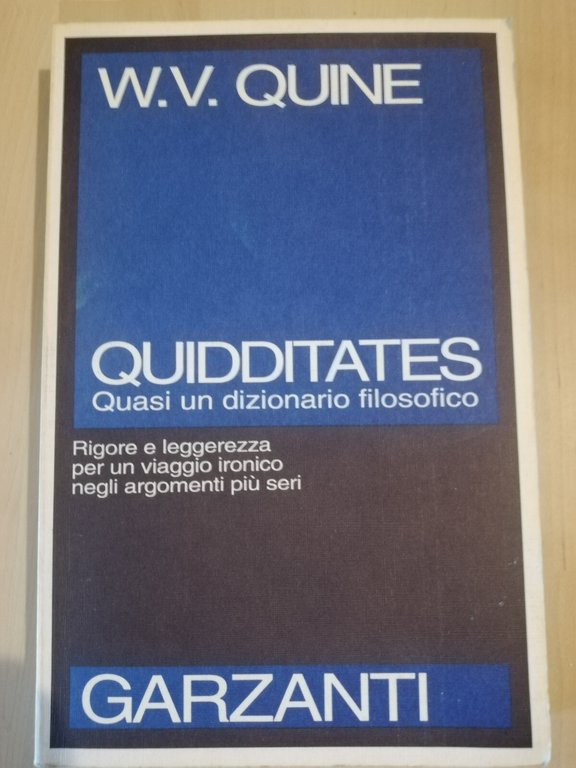 W.V. QUINE
QUIDDITATES
Quasi un dizionario filosofico
Rigore e leggerezza
per un viaggio ironico
negli argomenti più seri
GARZANTI